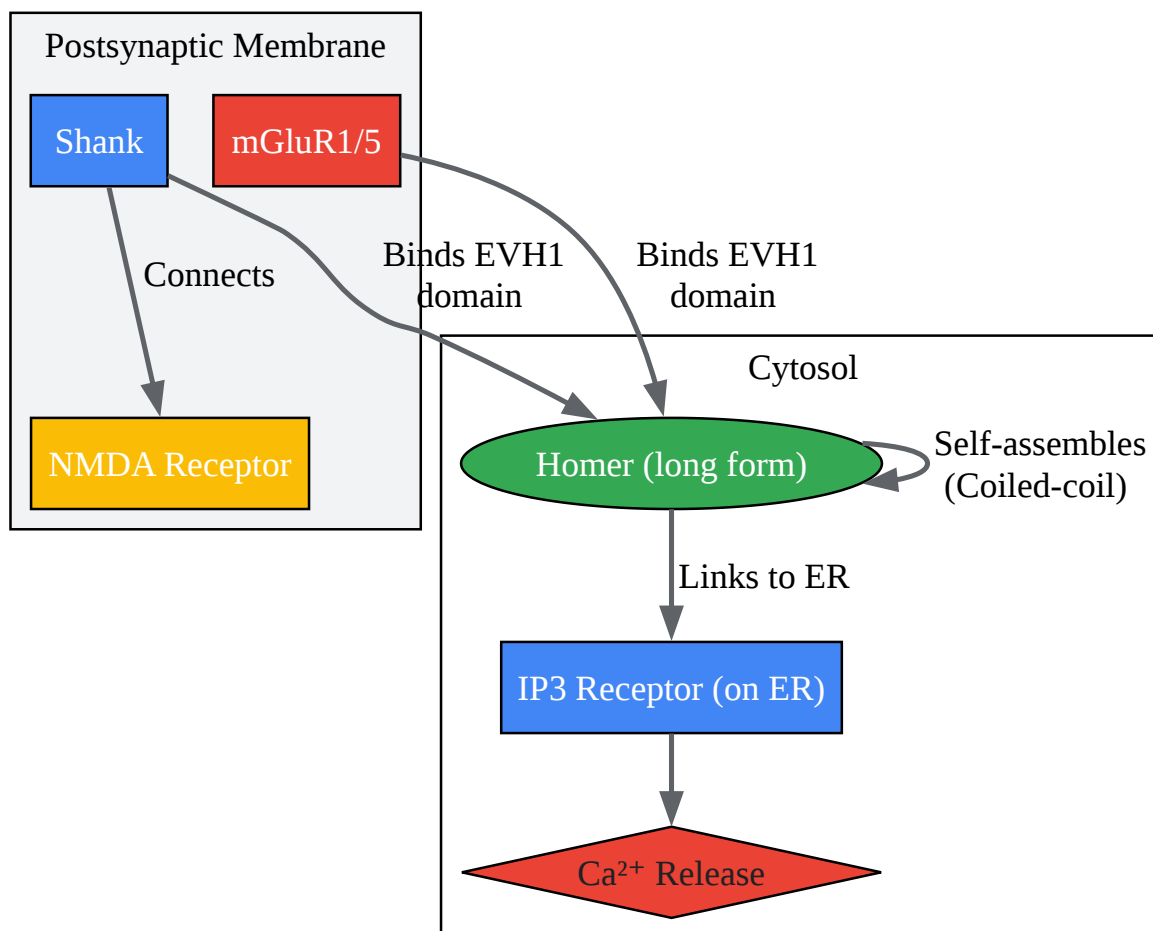 Postsynaptic Membrane
Shank
mGluR1/5
Connects
Binds EVH1
domain
Binds EVH1
domain
Cytosol
NMDA Receptor
Homer (long form)
Self-assembles
(Coiled-coil)
Links to ER
IP3 Receptor (on ER)
Ca²⁺ Release